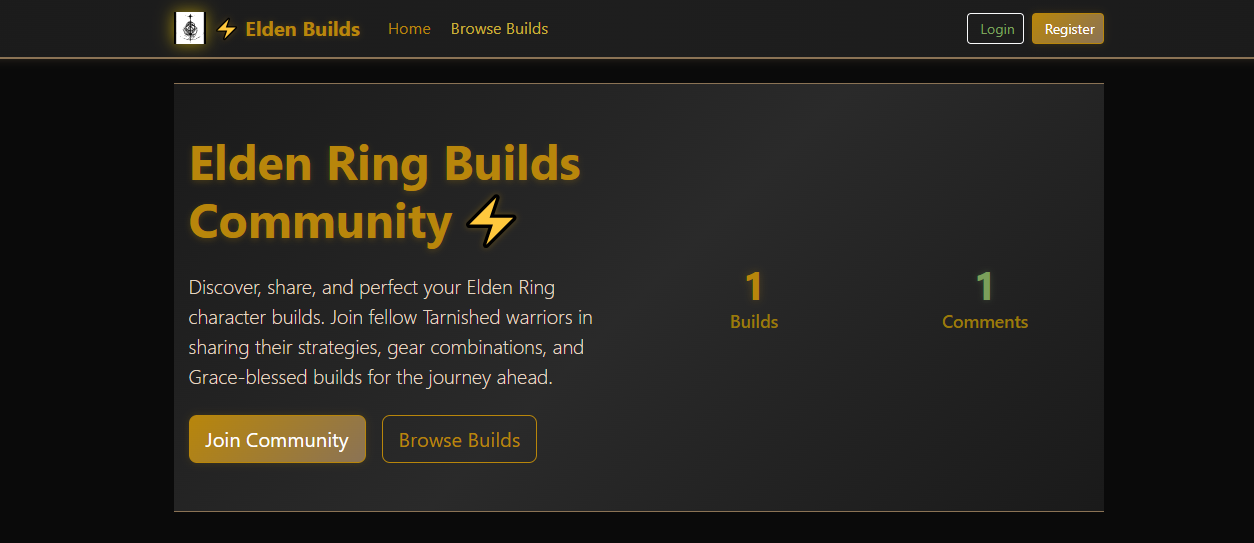 ⚡ Elden Builds Home Browse Builds Login Register
Elden Ring Builds
Community ⚡
Discover, share, and perfect your Elden Ring
character builds. Join fellow Tarnished warriors in
sharing their strategies, gear combinations, and
Grace-blessed builds for the journey ahead.
Join Community Browse Builds
1 1
Builds Comments